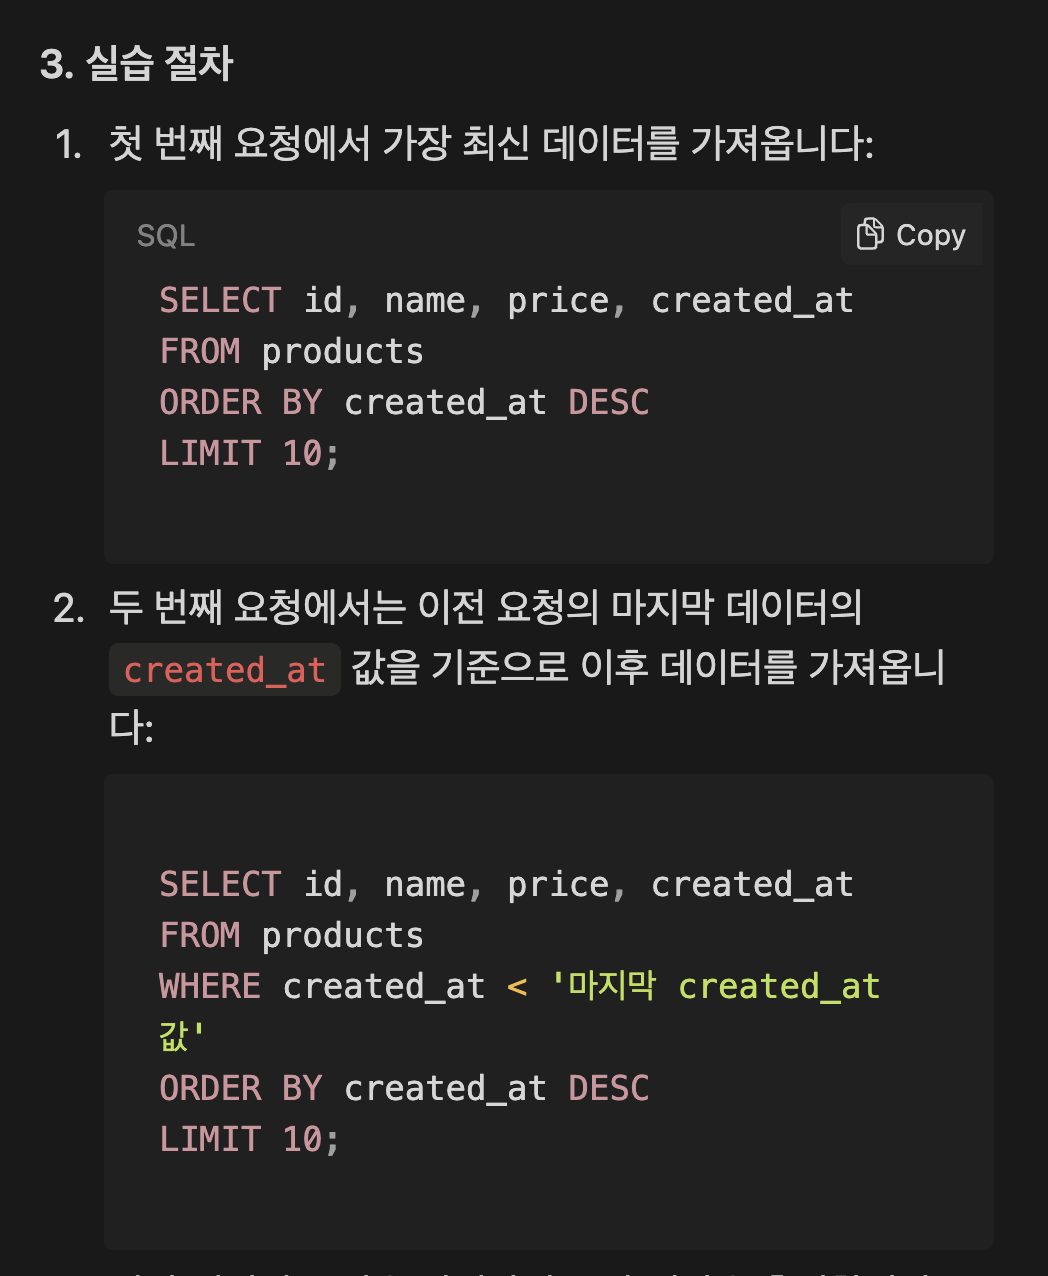 3. 실습 절차
1. 첫 번째 요청에서 가장 최신 데이터를 가져옵니다:
SQL
Copy
SELECT id, name, price, created_at
FROM products
ORDER BY created_at DESC
LIMIT 10;
2. 두 번째 요청에서는 이전 요청의 마지막 데이터의
created_at 값을 기준으로 이후 데이터를 가져옵니
다:
SELECT id, name, price, created_at
FROM products
WHERE created_at < '마지막 created_at
값'
ORDER BY created_at DESC
LIMIT 10;